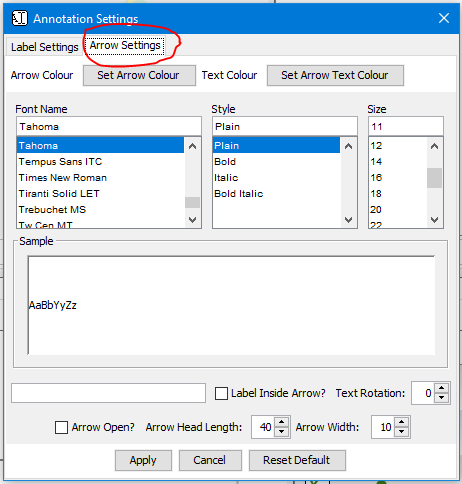 Annotation Settings
Label Settings Arrow Settings
Arrow Colour Set Arrow Colour Text Colour Set Arrow Text Colour
Font Name Style Size
Tahoma Plain 11
Tahoma Plain 12
Tempus Sans ITC Bold 14
Times New Roman Italic 16
Tiranti Solid LET Bold Italic 18
Trebuchet MS 20
Tw Cen MT 22
Sample
AaBbYyZz
Label Inside Arrow? Text Rotation: 0
Arrow Open? Arrow Head Length: 40 Arrow Width: 10
Apply Cancel Reset Default